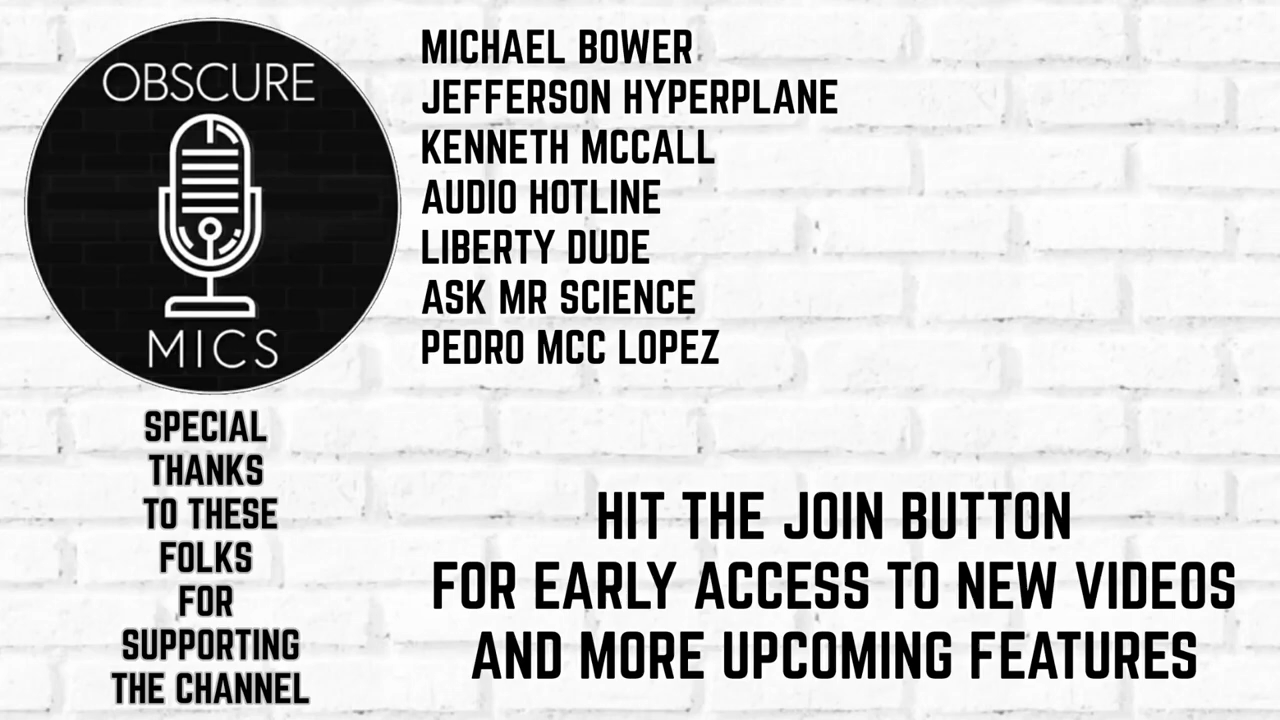 OBSCURE
MICS
SPECIAL
THANKS
TO THESE
FOLKS
FOR
SUPPORTING
THE CHANNEL
MICHAEL BOWER
JEFFERSON HYPERPLANE
KENNETH MCCALL
AUDIO HOTLINE
LIBERTY DUDE
ASK MR SCIENCE
PEDRO MCC LOPEZ
HIT THE JOIN BUTTON
FOR EARLY ACCESS TO NEW VIDEOS
AND MORE UPCOMING FEATURES